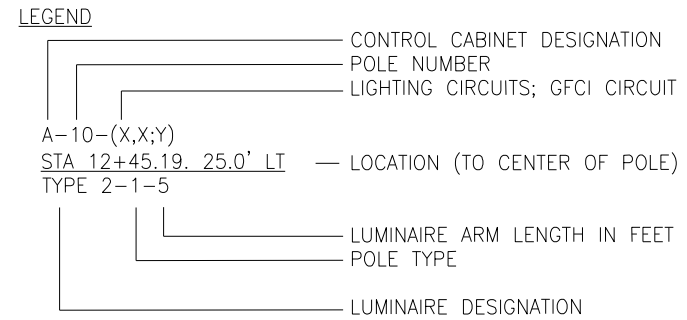 LEGEND
CONTROL CABINET DESIGNATION
POLE NUMBER
LIGHTING CIRCUITS; GFCI CIRCUIT
A-10-(X,X;Y)
STA 12+45.19. 25.0' LT — LOCATION (TO CENTER OF POLE)
TYPE 2-1-5
LUMINAIRE ARM LENGTH IN FEET
POLE TYPE
LUMINAIRE DESIGNATION